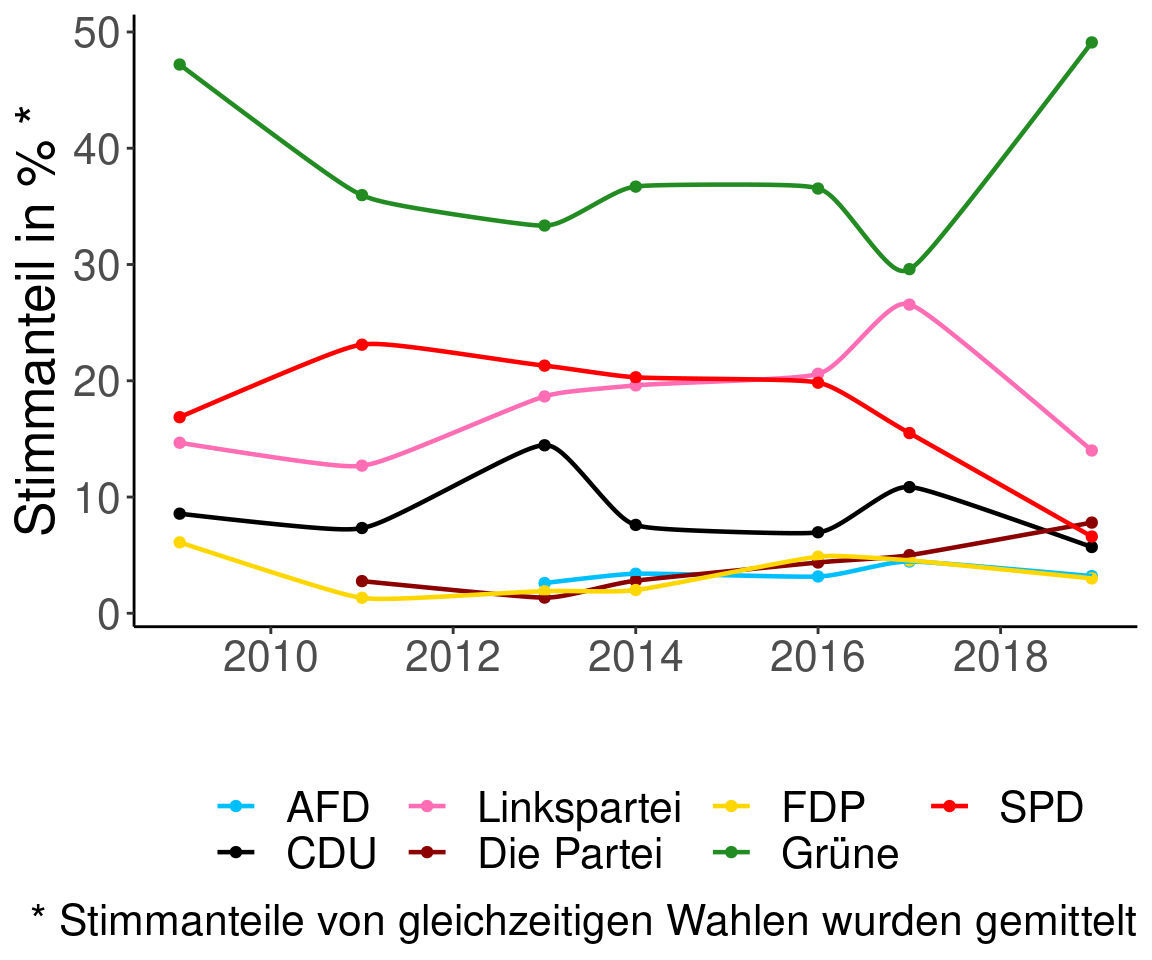 Stimmanteil in % *
50
40
30
20
10
0
2010 2012 2014 2016 2018
AFD Linkspartei FDP SPD
CDU Die Partei Grüne
* Stimmanteile von gleichzeitigen Wahlen wurden gemittelt